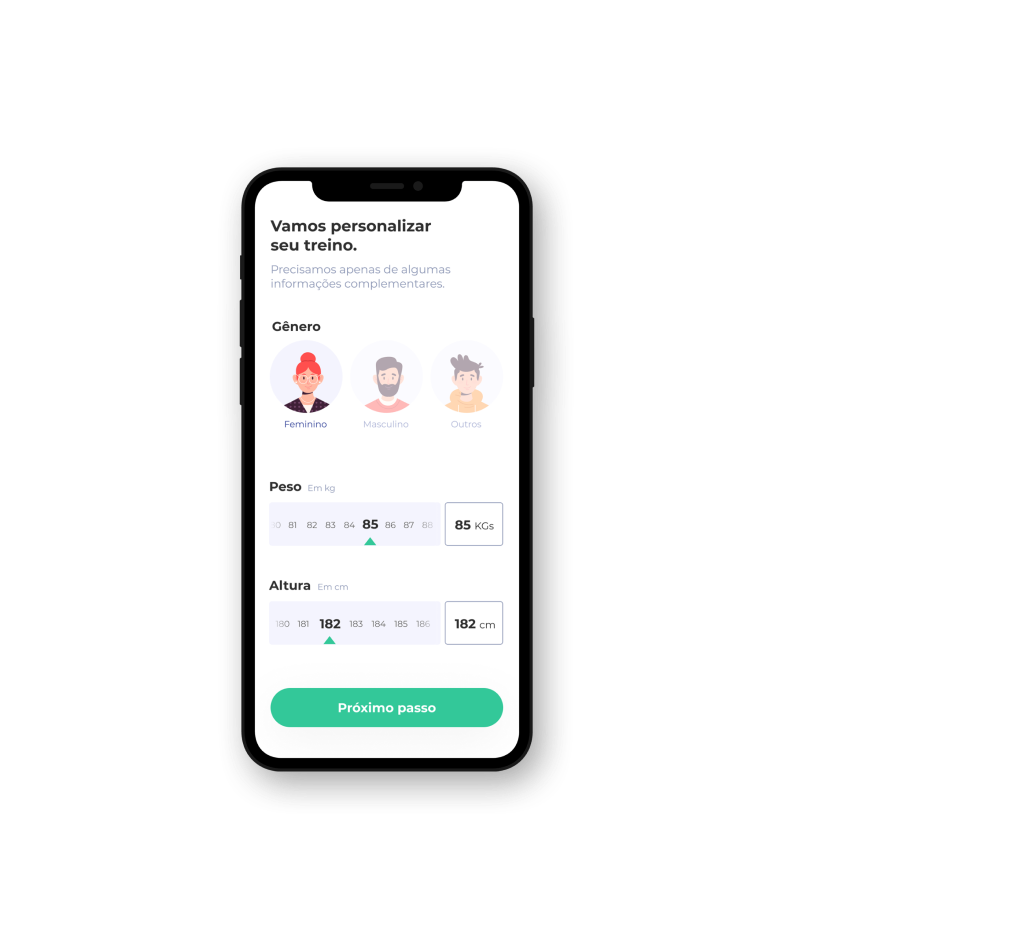 Vamos personalizar
seu treino.
Precisamos apenas de algumas
informações complementares.
Gênero
Feminino Masculino Outros
Peso Em kg
81 82 83 84 85 86 87 88 85 KGs
Altura Em cm
180 181 182 183 184 185 186 182 cm
Próximo passo